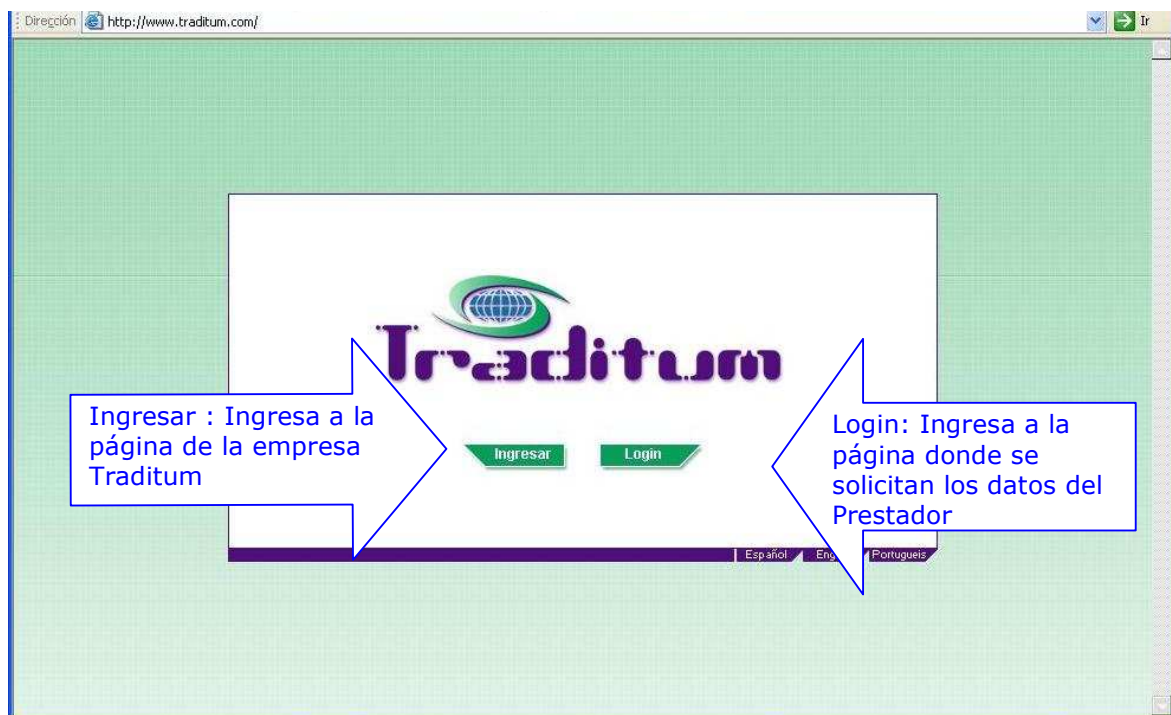 Dirección http://www.traditum.com/ Ir
Traditum
Ingresar : Ingresa a la
página de la empresa
Traditum
Ingresar Login
Login: Ingresa a la
página donde se
solicitan los datos del
Prestador
Español Portugueis